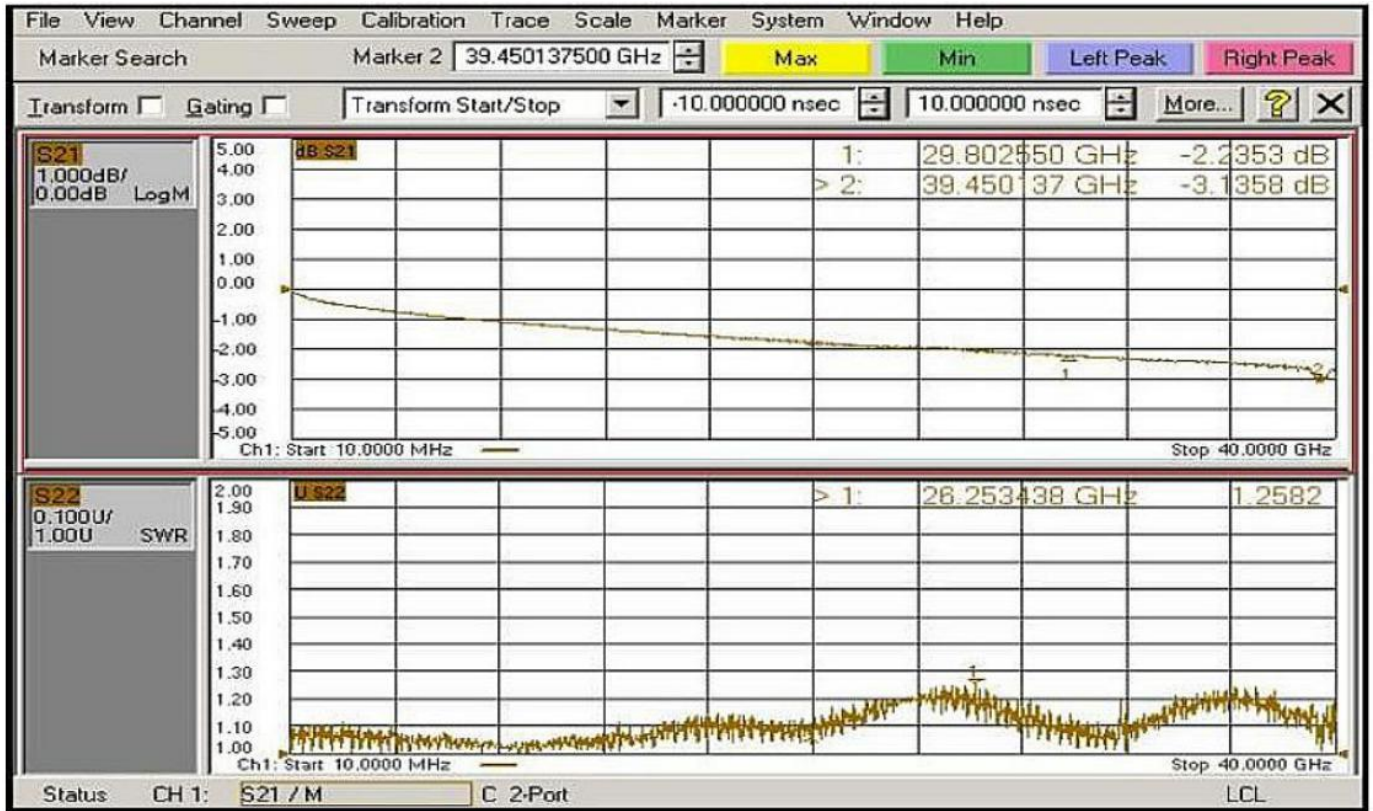 File View Channel Sweep Calibration Trace Scale Marker System Window Help
Marker Search Marker 2 39.450137500 GHz Max Min Left Peak Right Peak
Transform Gating Transform Start/Stop -10.000000 nsec 10.000000 nsec More... ?
S21
1.000dB/
0.00dB LogM
dB S21
5.00
4.00
3.00
2.00
1.00
0.00
-1.00
-2.00
-3.00
-4.00
-5.00
1: 29.802550 GHz -2.2353 dB
> 2: 39.450137 GHz -3.1358 dB
1
2
Ch1: Start 10.0000 MHz Stop 40.0000 GHz
S22
0.100U/
1.00U SWR
U S22
2.00
1.90
1.80
1.70
1.60
1.50
1.40
1.30
1.20
1.10
1.00
> 1: 26.253438 GHz 1.2582
1
Ch1: Start 10.0000 MHz Stop 40.0000 GHz
Status CH 1: S21 / M C 2-Port LCL